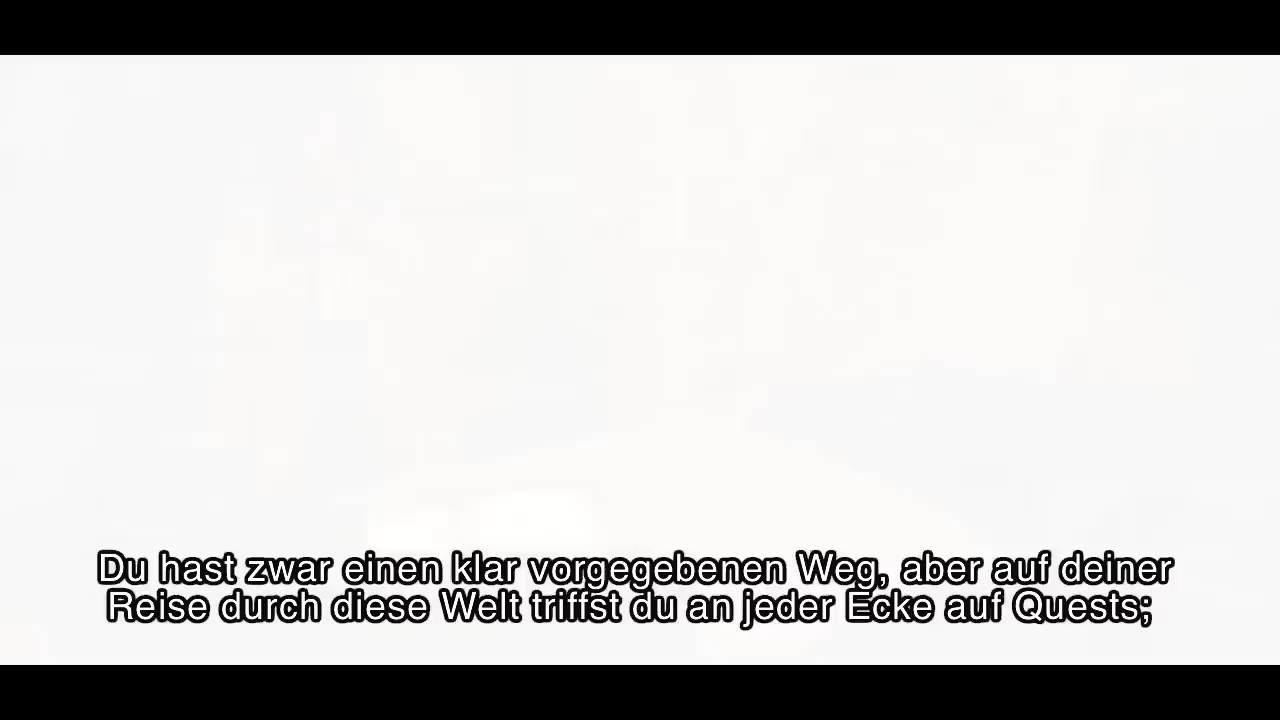 Du hast zwar einen klar vorgegebenen Weg, aber auf deiner
Reise durch diese Welt triffst du an jeder Ecke auf Quests;